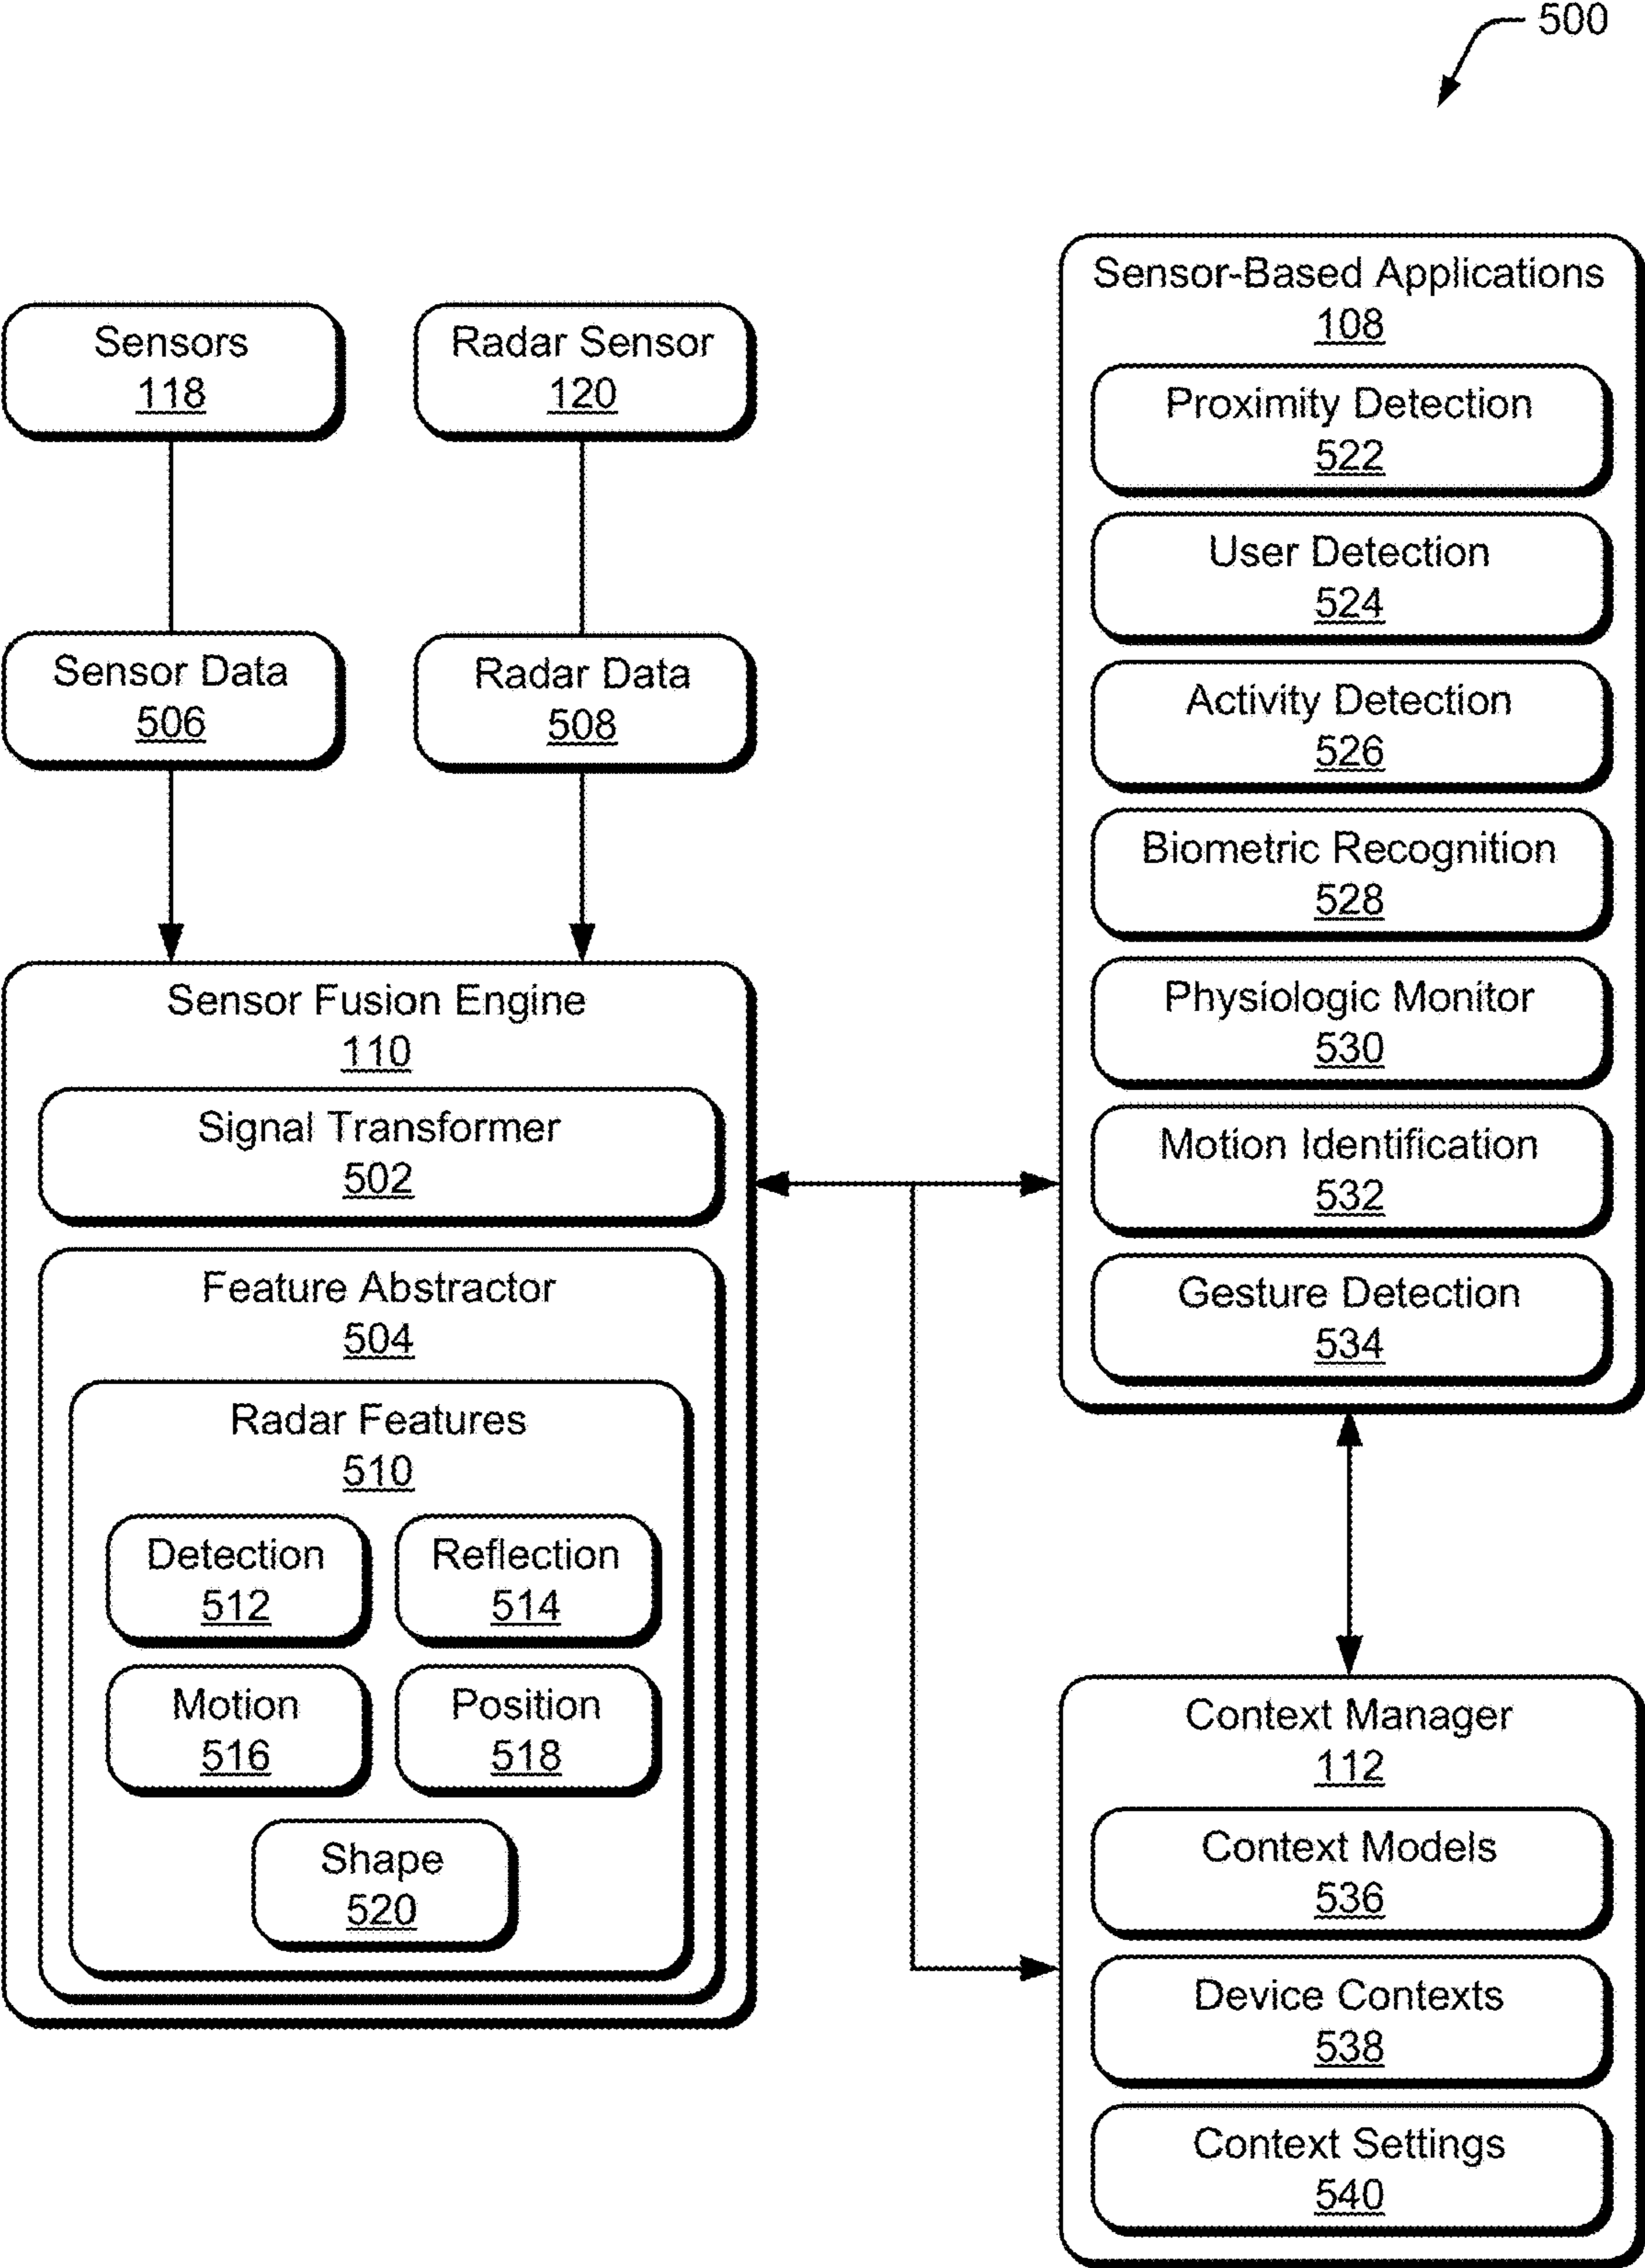 500
Sensors
118
Radar Sensor
120
Sensor Data
506
Radar Data
508
Sensor Fusion Engine
110
Signal Transformer
502
Feature Abstractor
504
Radar Features
510
Detection
512
Reflection
514
Motion
516
Position
518
Shape
520
Sensor-Based Applications
108
Proximity Detection
522
User Detection
524
Activity Detection
526
Biometric Recognition
528
Physiologic Monitor
530
Motion Identification
532
Gesture Detection
534
Context Manager
112
Context Models
536
Device Contexts
538
Context Settings
540